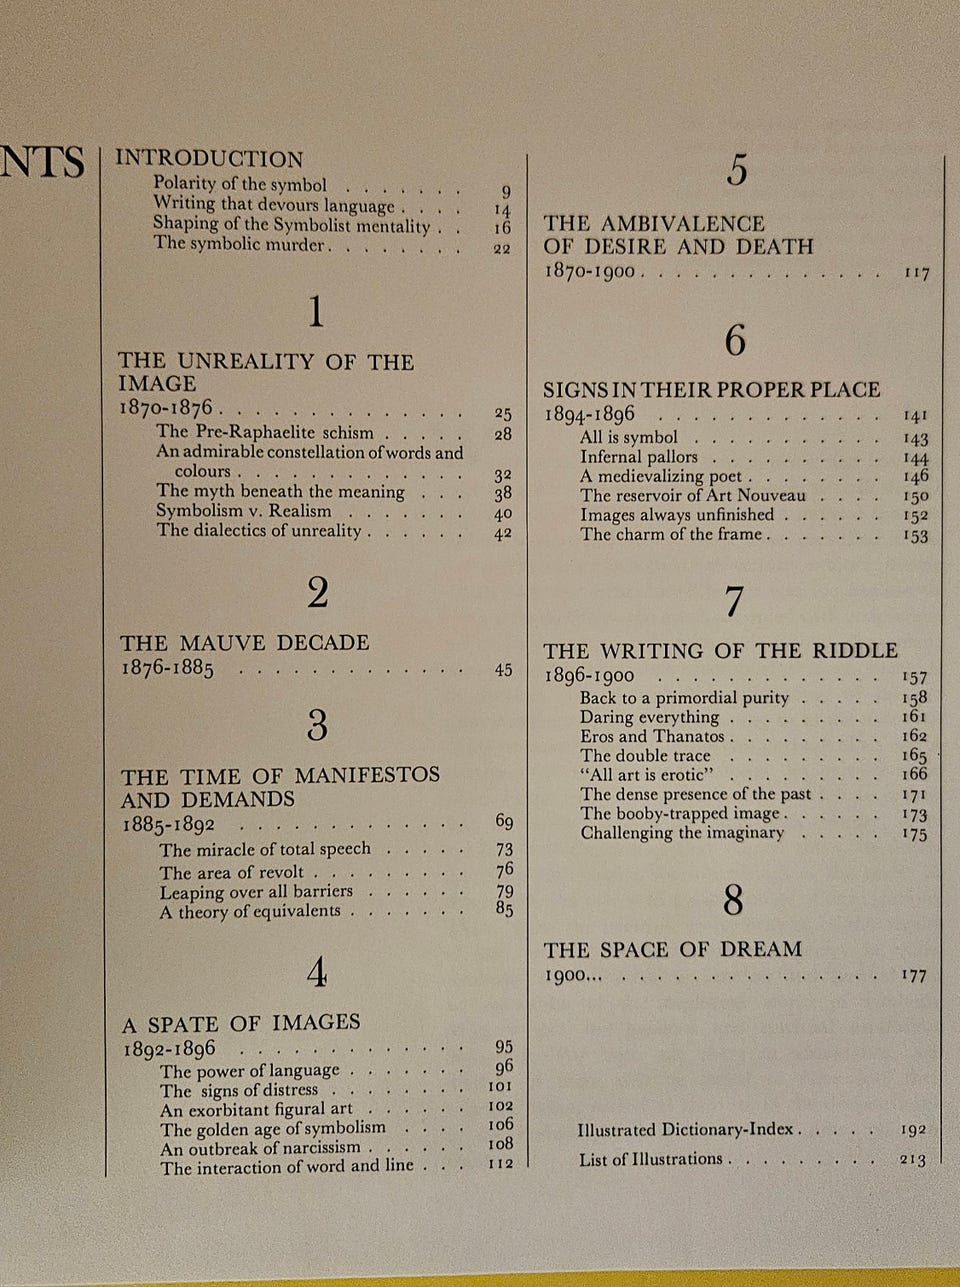 NTS
INTRODUCTION
Polarity of the symbol . . . . . . . 9
Writing that devours language . . . . 14
Shaping of the Symbolist mentality . . 16
The symbolic murder . . . . . . . 22
1
THE UNREALITY OF THE
IMAGE
1870-1876 . . . . . . . . . . . . . 25
The Pre-Raphaelite schism . . . . . 28
An admirable constellation of words and
colours . . . . . . . . . . . . 32
The myth beneath the meaning . . . 38
Symbolism v. Realism . . . . . . . 40
The dialectics of unreality . . . . . . 42
2
THE MAUVE DECADE
1876-1885 . . . . . . . . . . . . 45
3
THE TIME OF MANIFESTOS
AND DEMANDS
1885-1892 . . . . . . . . . . . . 69
The miracle of total speech . . . . . 73
The area of revolt . . . . . . . . . 76
Leaping over all barriers . . . . . . 79
A theory of equivalents . . . . . . . 85
4
A SPATE OF IMAGES
1892-1896 . . . . . . . . . . . . 95
The power of language . . . . . . . 96
The signs of distress . . . . . . . . 101
An exorbitant figural art . . . . . . 102
The golden age of symbolism . . . . 106
An outbreak of narcissism . . . . . . 108
The interaction of word and line . . . 112
5
THE AMBIVALENCE
OF DESIRE AND DEATH
1870-1900 . . . . . . . . . . . . . 117
6
SIGNS IN THEIR PROPER PLACE
1894-1896 . . . . . . . . . . . . 141
All is symbol . . . . . . . . . . . 143
Infernal pallors . . . . . . . . . . 144
A medievalizing poet . . . . . . . . 146
The reservoir of Art Nouveau . . . . 150
Images always unfinished . . . . . . 152
The charm of the frame . . . . . . . 153
7
THE WRITING OF THE RIDDLE
1896-1900 . . . . . . . . . . . . 157
Back to a primordial purity . . . . . 158
Daring everything . . . . . . . . . 161
Eros and Thanatos . . . . . . . . . 162
The double trace . . . . . . . . . 165
“All art is erotic” . . . . . . . . . 166
The dense presence of the past . . . . 171
The booby-trapped image . . . . . . 173
Challenging the imaginary . . . . . 175
8
THE SPACE OF DREAM
1900... . . . . . . . . . . . . . . 177
Illustrated Dictionary-Index . . . . . 192
List of Illustrations . . . . . . . . . 213